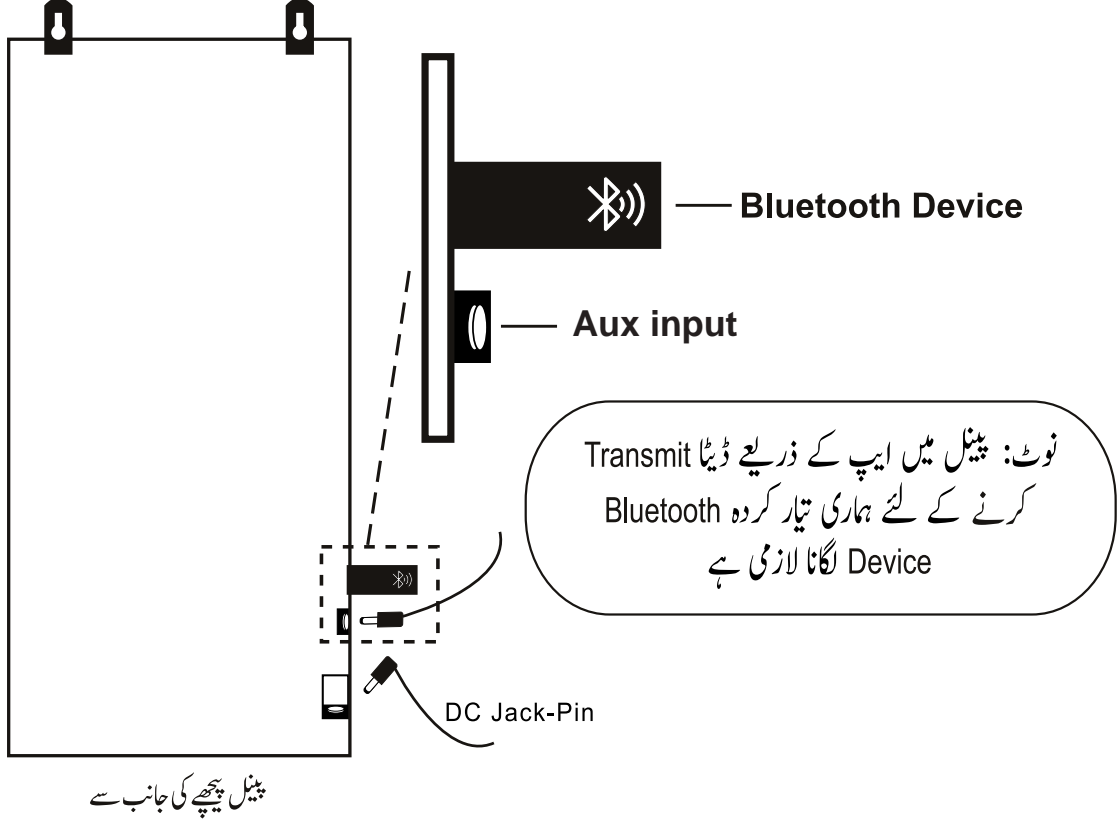 Bluetooth Device
Aux input
نوٹ: پینل میں ایپ کے ذریعے ڈیٹا Transmit
کرنے کے لئے ہماری تیار کردہ Bluetooth
Device لگانا لازمی ہے
DC Jack-Pin
پینل پیچھے کی جانب سے